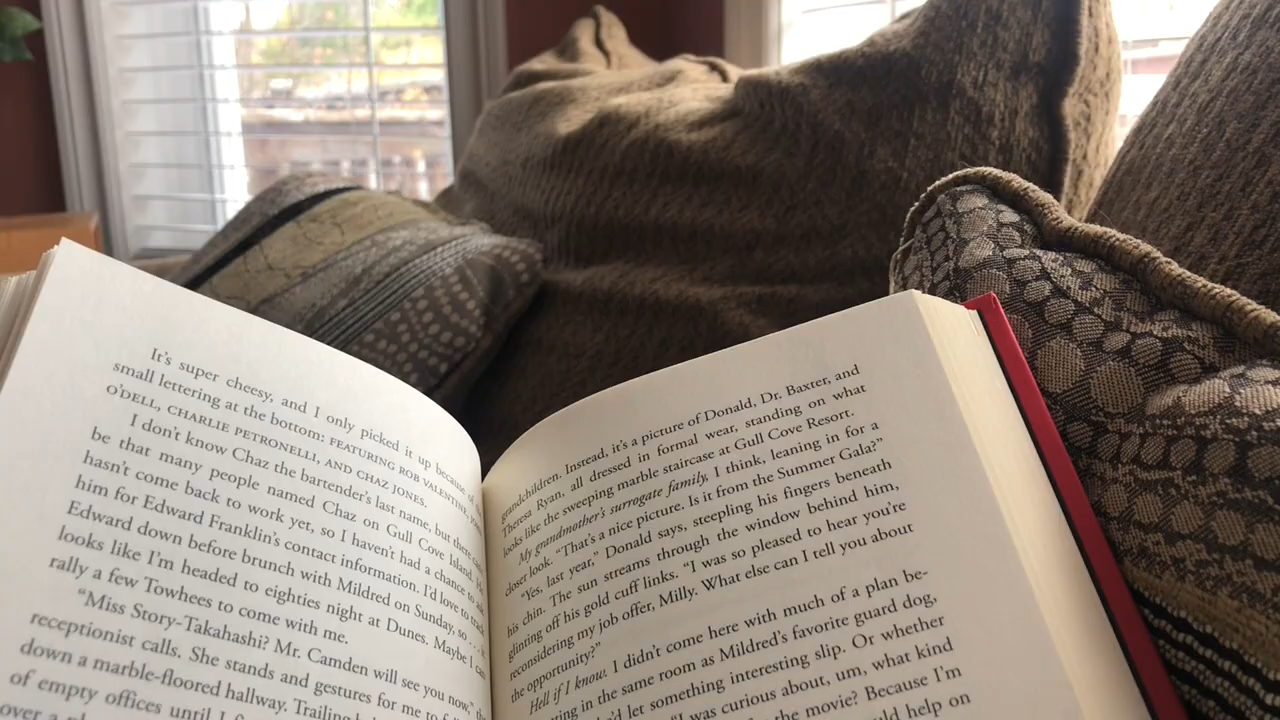 It's super cheesy, and I only picked it up because of
small lettering at the bottom: FEATURING ROB VALENTINE,
O'DELL, CHARLIE PETRONELLI, AND CHAZ JONES.
I don't know Chaz the bartender's last name, but there
be that many people named Chaz on Gull Cove Island.
hasn't come back to work yet, so I haven't had a chance to ask
him for Edward Franklin's contact information. I'd love to track
Edward down before brunch with Mildred on Sunday, so
looks like I'm headed to eighties night at Dunes. Maybe I can
rally a few Towhees to come with me.
"Miss Story-Takahashi? Mr. Camden will see you now," the
receptionist calls. She stands and gestures for me to
down a marble-floored hallway. Trailing
of empty offices until I
over a
grandchildren. Instead, it's a picture of Donald, Dr. Baxter, and
Theresa Ryan, all dressed in formal wear, standing on what
looks like the sweeping marble staircase at Gull Cove Resort.
My grandmother's surrogate family, I think, leaning in for a
closer look. "That's a nice picture. Is it from the Summer Gala?"
"Yes, last year," Donald says, steepling his fingers beneath
his chin. The sun streams through the window behind him,
glinting off his gold cuff links. "I was so pleased to hear you're
reconsidering my job offer, Milly. What else can I tell you about
the opportunity?"
Hell if I know. I didn't come here with much of a plan be-
in the same room as Mildred's favorite guard dog,
let something interesting slip. Or whether
"I was curious about, um, what kind
the movie? Because I'm
help on